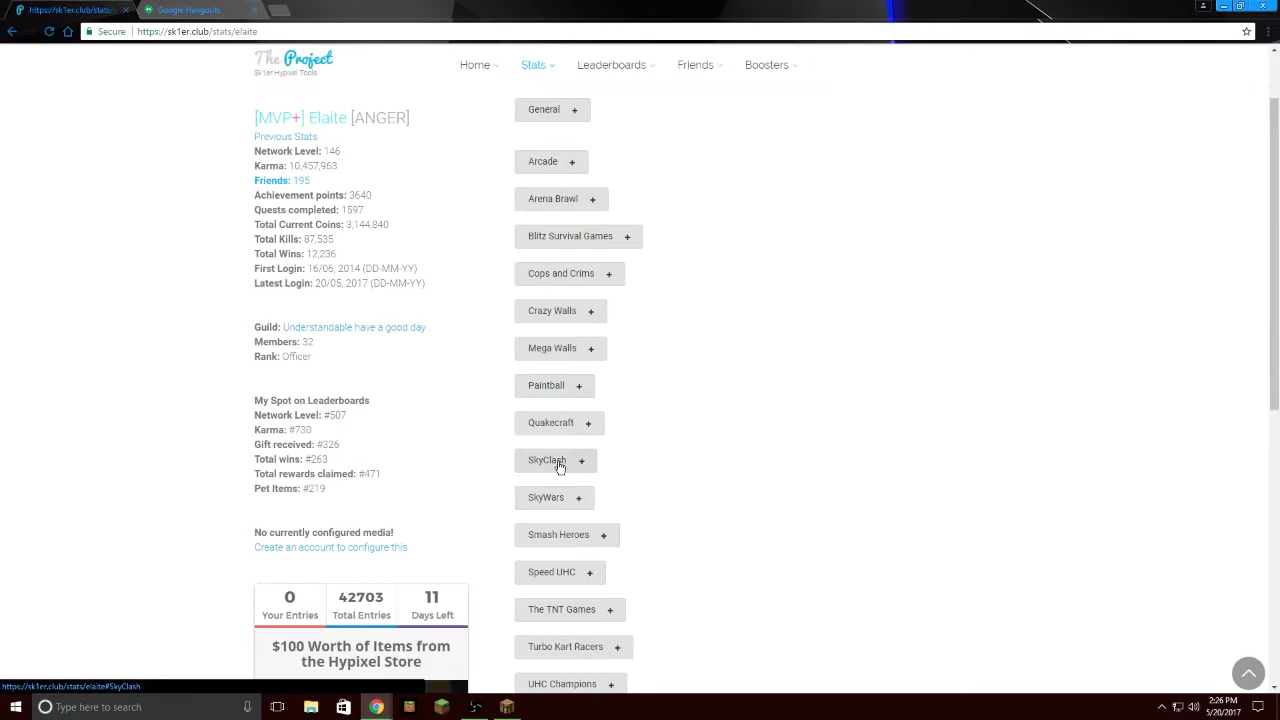 https://sk1er.club/stats/
Google Hangouts
Secure
https://sk1er.club/stats/elaite
The Project
Sk1er Hypixel Tools
Home
Stats
Leaderboards
Friends
Boosters
[MVP+] Elaite [ANGER]
Previous Stats
Network Level: 146
Karma: 10,457,963
Friends: 195
Achievement points: 3640
Quests completed: 1597
Total Current Coins: 3,144,840
Total Kills: 87,535
Total Wins: 12,236
First Login: 16/06, 2014 (DD-MM-YY)
Latest Login: 20/05, 2017 (DD-MM-YY)
Guild: Understandable have a good day
Members: 32
Rank: Officer
My Spot on Leaderboards
Network Level: #507
Karma: #730
Gift received: #326
Total wins: #263
Total rewards claimed: #471
Pet Items: #219
No currently configured media!
Create an account to configure this
0
Your Entries
42703
Total Entries
11
Days Left
$100 Worth of Items from
the Hypixel Store
General +
Arcade +
Arena Brawl +
Blitz Survival Games +
Cops and Crims +
Crazy Walls +
Mega Walls +
Paintball +
Quakecraft +
SkyClash +
SkyWars +
Smash Heroes +
Speed UHC +
The TNT Games +
Turbo Kart Racers +
UHC Champions +
https://sk1er.club/stats/elaite#SkyClash
Type here to search
2:26 PM
5/20/2017